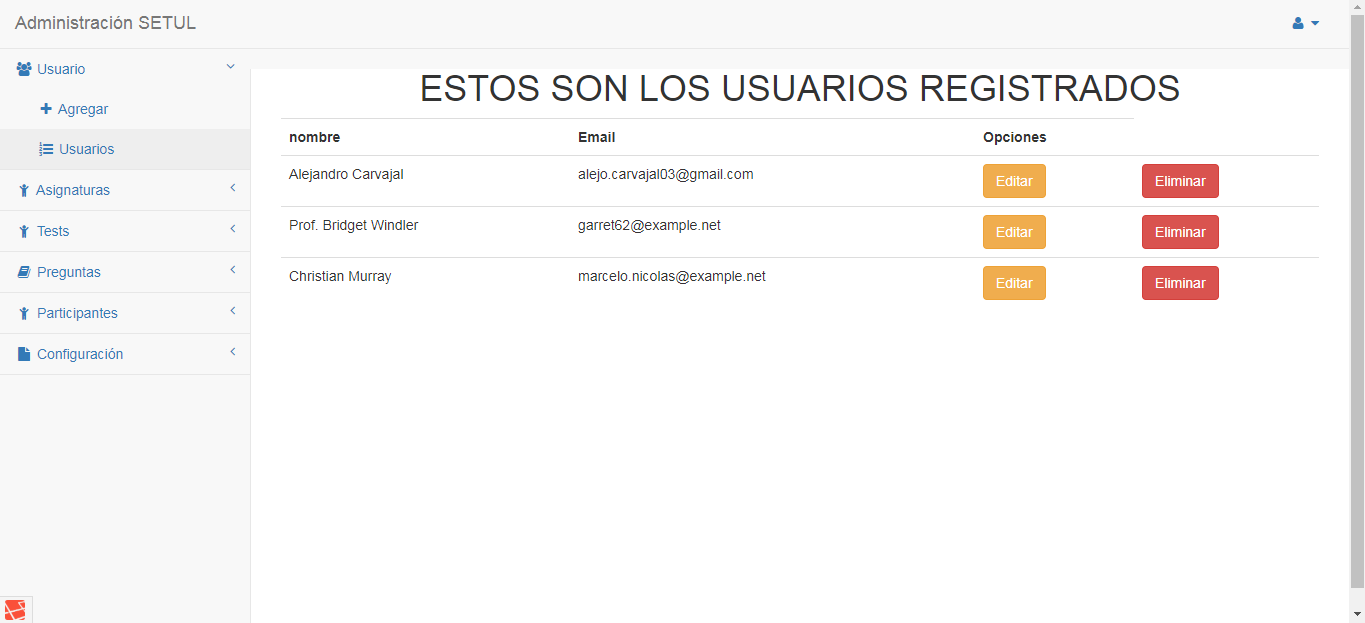 Administración SETUL
Usuario
Agregar
Usuarios
Asignaturas
Tests
Preguntas
Participantes
Configuración
ESTOS SON LOS USUARIOS REGISTRADOS
nombre Email Opciones
Alejandro Carvajal alejo.carvajal03@gmail.com Editar Eliminar
Prof. Bridget Windler garret62@example.net Editar Eliminar
Christian Murray marcelo.nicolas@example.net Editar Eliminar